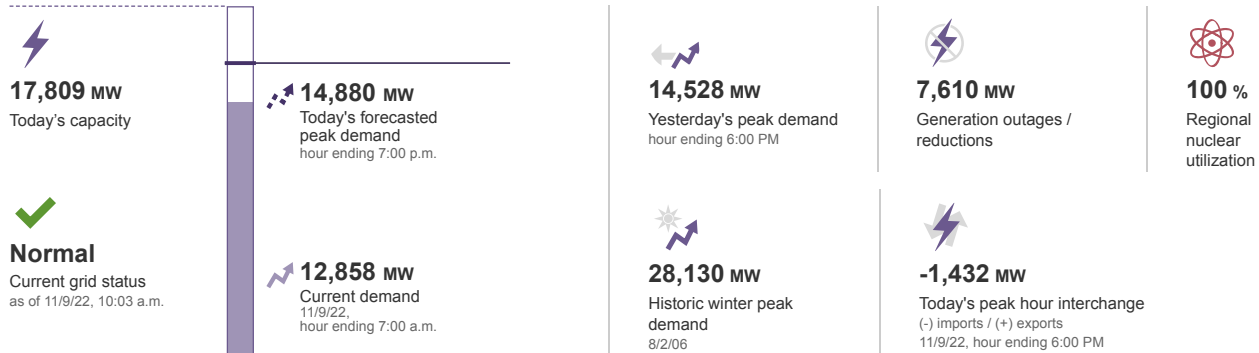 17,809 MW
Today's capacity
Normal
Current grid status
as of 11/9/22, 10:03 a.m.
14,880 MW
Today's forecasted
peak demand
hour ending 7:00 p.m.
12,858 MW
Current demand
11/9/22,
hour ending 7:00 a.m.
14,528 MW
Yesterday's peak demand
hour ending 6:00 PM
7,610 MW
Generation outages /
reductions
100 %
Regional
nuclear
utilization
28,130 MW
Historic winter peak
demand
8/2/06
-1,432 MW
Today's peak hour interchange
(-) imports / (+) exports
11/9/22, hour ending 6:00 PM